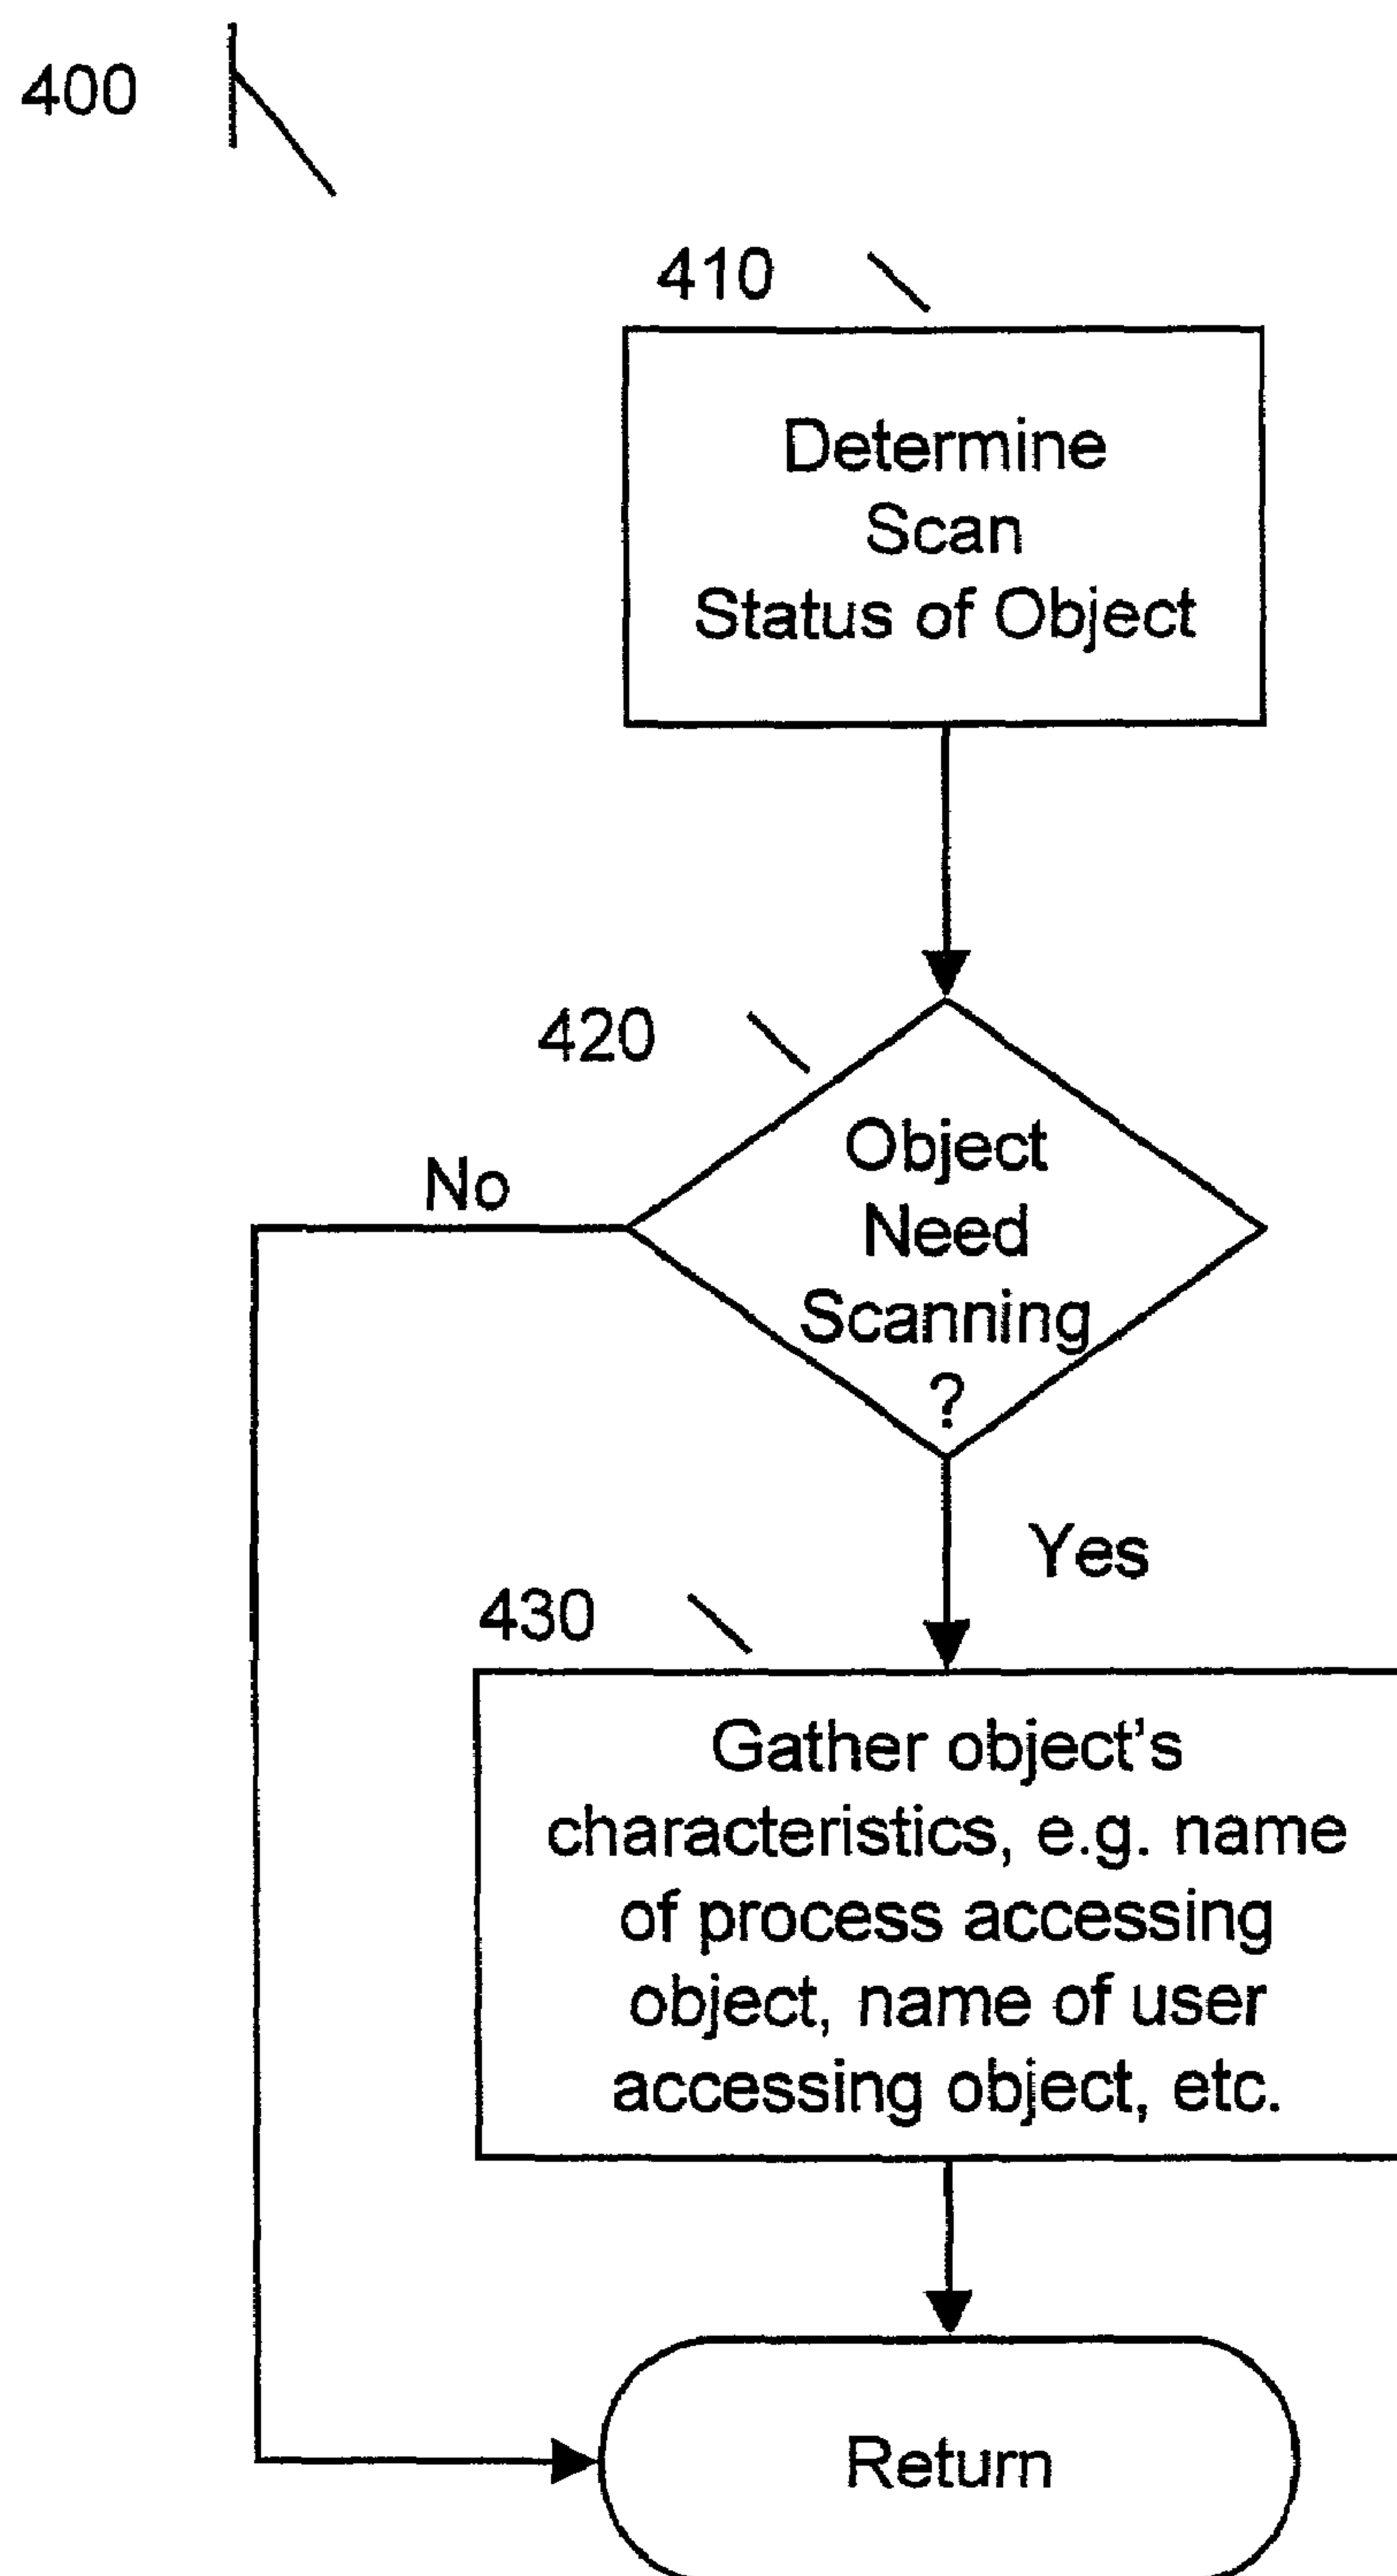 400
410
Determine
Scan
Status of Object
420
Object
Need
Scanning
?
No
Yes
430
Gather object's
characteristics, e.g. name
of process accessing
object, name of user
accessing object, etc.
Return